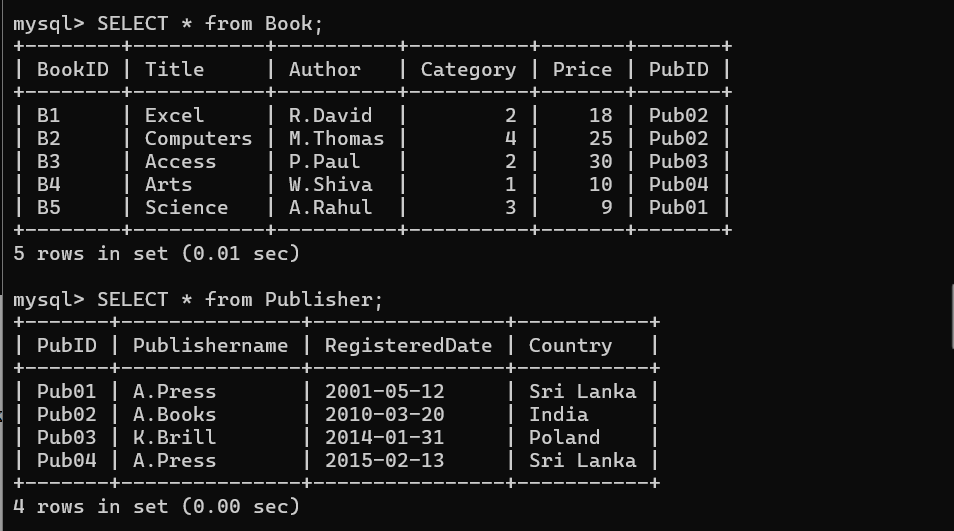 mysql> SELECT * from Book;
+--------+-----------+----------+----------+-------+-------+
| BookID | Title     | Author   | Category | Price | PubID |
+--------+-----------+----------+----------+-------+-------+
| B1     | Excel     | R.David  |        2 |    18 | Pub02 |
| B2     | Computers | M.Thomas |        4 |    25 | Pub02 |
| B3     | Access    | P.Paul   |        2 |    30 | Pub03 |
| B4     | Arts      | W.Shiva  |        1 |    10 | Pub04 |
| B5     | Science   | A.Rahul  |        3 |     9 | Pub01 |
+--------+-----------+----------+----------+-------+-------+
5 rows in set (0.01 sec)

mysql> SELECT * from Publisher;
+-------+---------------+----------------+-----------+
| PubID | Publishername | RegisteredDate | Country   |
+-------+---------------+----------------+-----------+
| Pub01 | A.Press       | 2001-05-12     | Sri Lanka |
| Pub02 | A.Books       | 2010-03-20     | India     |
| Pub03 | K.Brill       | 2014-01-31     | Poland    |
| Pub04 | A.Press       | 2015-02-13     | Sri Lanka |
+-------+---------------+----------------+-----------+
4 rows in set (0.00 sec)